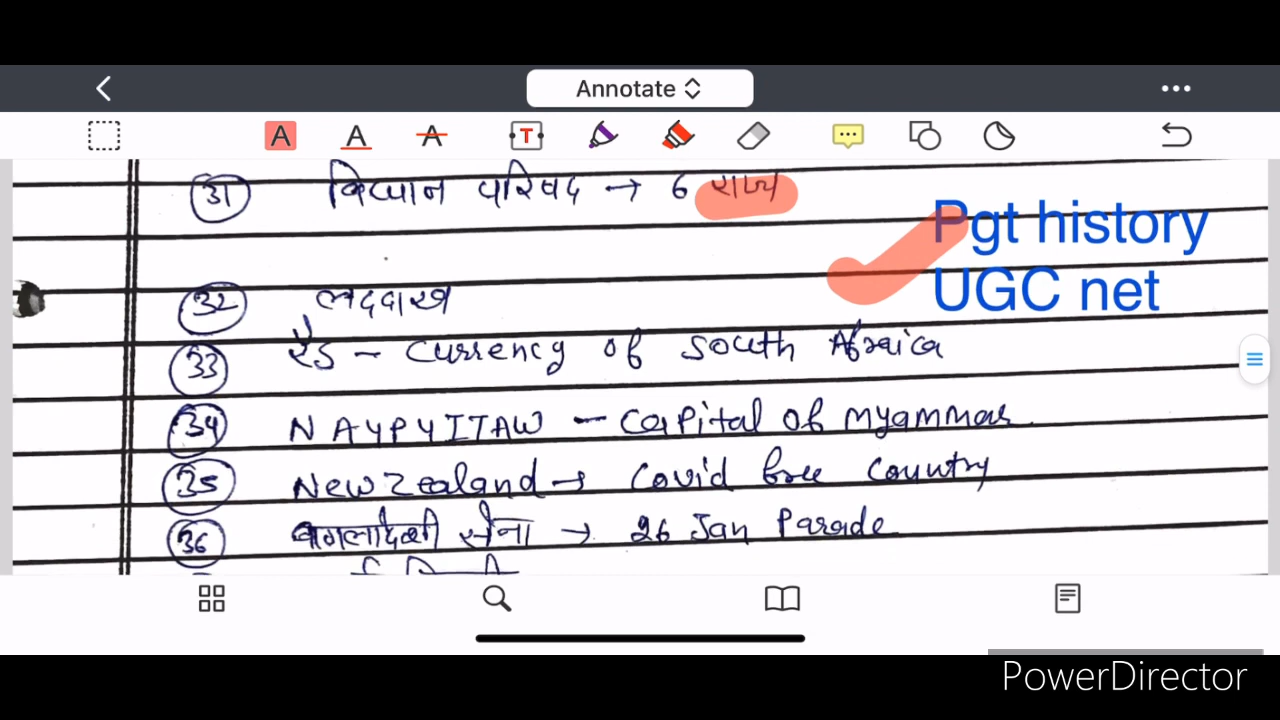 Annotate
31 विधान परिषद → 6 राज्य
Pgt history
UGC net
32 लद्दाख
33 रैंड - Currency of South Africa
34 NAYPYITAW - Capital of Myammar
35 New Zealand → Covid free Country
36 बांग्लादेशी सेना → 26 Jan Parade
PowerDirector